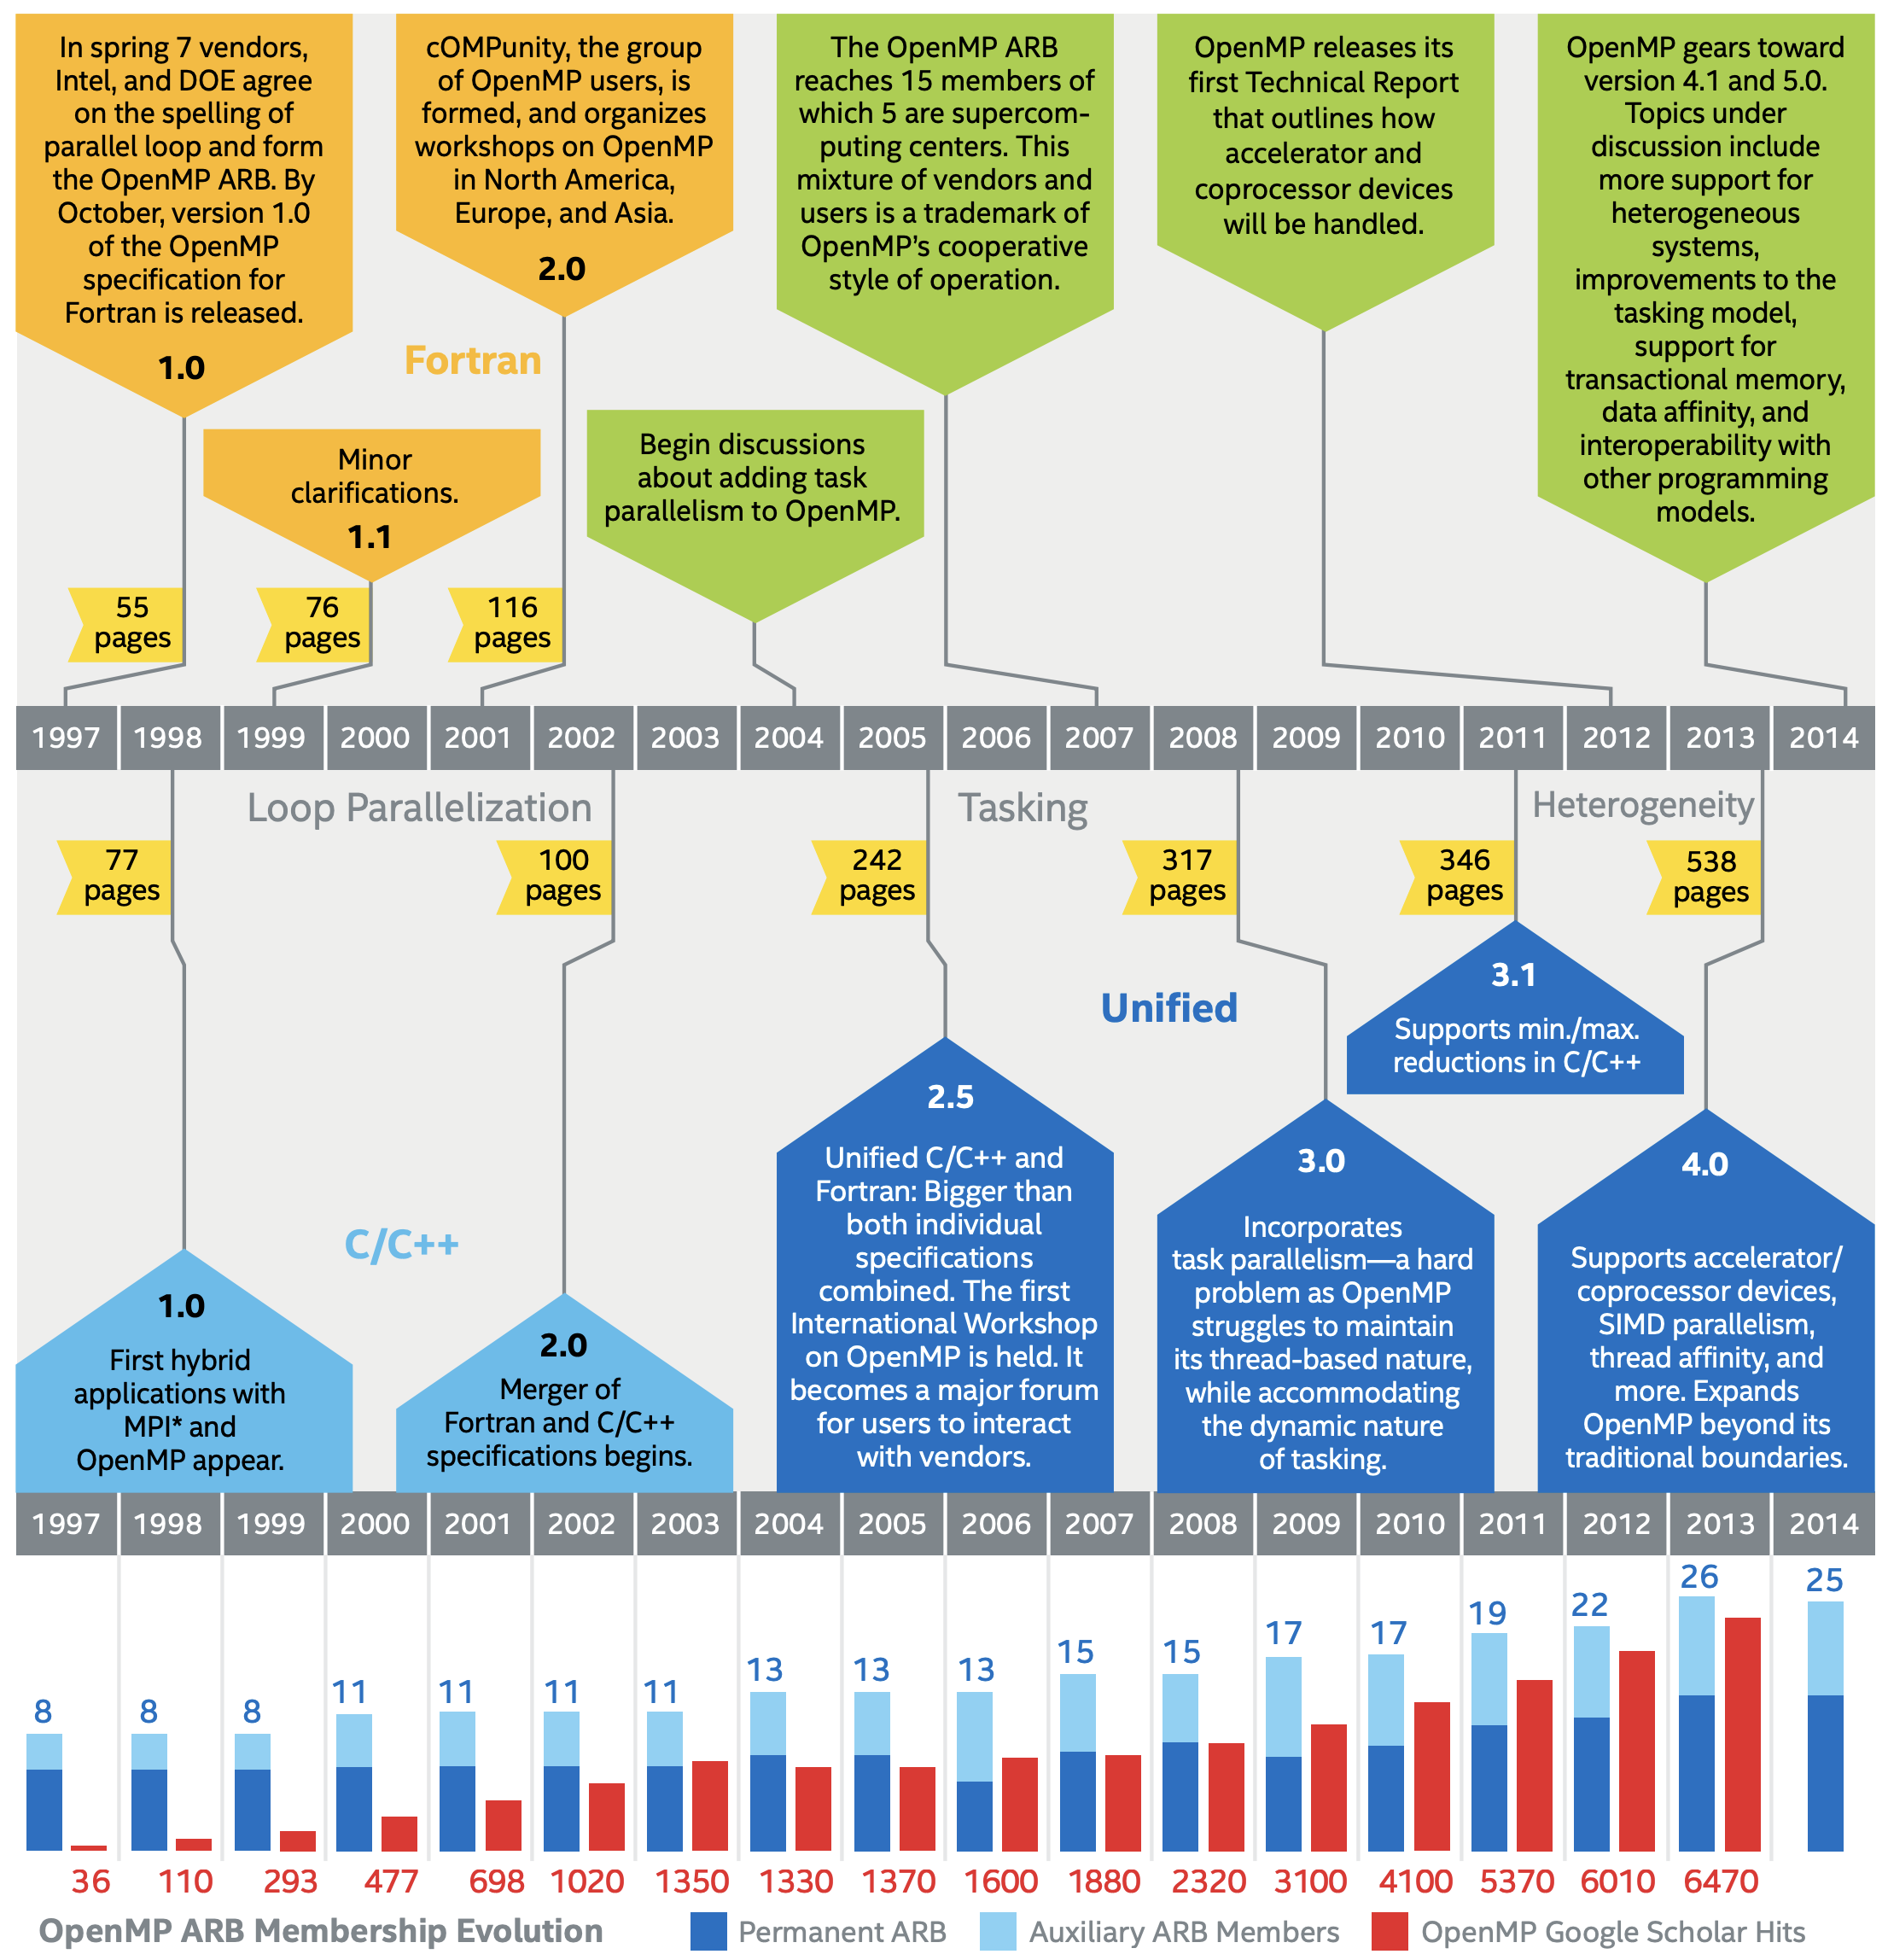 In spring 7 vendors,
Intel, and DOE agree
on the spelling of
parallel loop and form
the OpenMP ARB. By
October, version 1.0
of the OpenMP
specification for
Fortran is released.
1.0
cOMPunity, the group
of OpenMP users, is
formed, and organizes
workshops on OpenMP
in North America,
Europe, and Asia.
2.0
The OpenMP ARB
reaches 15 members of
which 5 are supercom-
puting centers. This
mixture of vendors and
users is a trademark of
OpenMP’s cooperative
style of operation.
OpenMP releases its
first Technical Report
that outlines how
accelerator and
coprocessor devices
will be handled.
OpenMP gears toward
version 4.1 and 5.0.
Topics under
discussion include
more support for
heterogeneous
systems,
improvements to the
tasking model,
support for
transactional memory,
data affinity, and
interoperability with
other programming
models.
Fortran
Minor
clarifications.
1.1
Begin discussions
about adding task
parallelism to OpenMP.
55
pages
76
pages
116
pages
1997 1998 1999 2000 2001 2002 2003 2004 2005 2006 2007 2008 2009 2010 2011 2012 2013 2014
Loop Parallelization
Tasking
Heterogeneity
77
pages
100
pages
242
pages
317
pages
346
pages
538
pages
Unified
3.1
Supports min./max.
reductions in C/C++
C/C++
1.0
First hybrid
applications with
MPI* and
OpenMP appear.
2.0
Merger of
Fortran and C/C++
specifications begins.
2.5
Unified C/C++ and
Fortran: Bigger than
both individual
specifications
combined. The first
International Workshop
on OpenMP is held. It
becomes a major forum
for users to interact
with vendors.
3.0
Incorporates
task parallelism—a hard
problem as OpenMP
struggles to maintain
its thread-based nature,
while accommodating
the dynamic nature
of tasking.
4.0
Supports accelerator/
coprocessor devices,
SIMD parallelism,
thread affinity, and
more. Expands
OpenMP beyond its
traditional boundaries.
1997 1998 1999 2000 2001 2002 2003 2004 2005 2006 2007 2008 2009 2010 2011 2012 2013 2014
8 8 8 11 11 11 11 13 13 13 15 15 17 17 19 22 26 25
36 110 293 477 698 1020 1350 1330 1370 1600 1880 2320 3100 4100 5370 6010 6470
OpenMP ARB Membership Evolution
Permanent ARB
Auxiliary ARB Members
OpenMP Google Scholar Hits